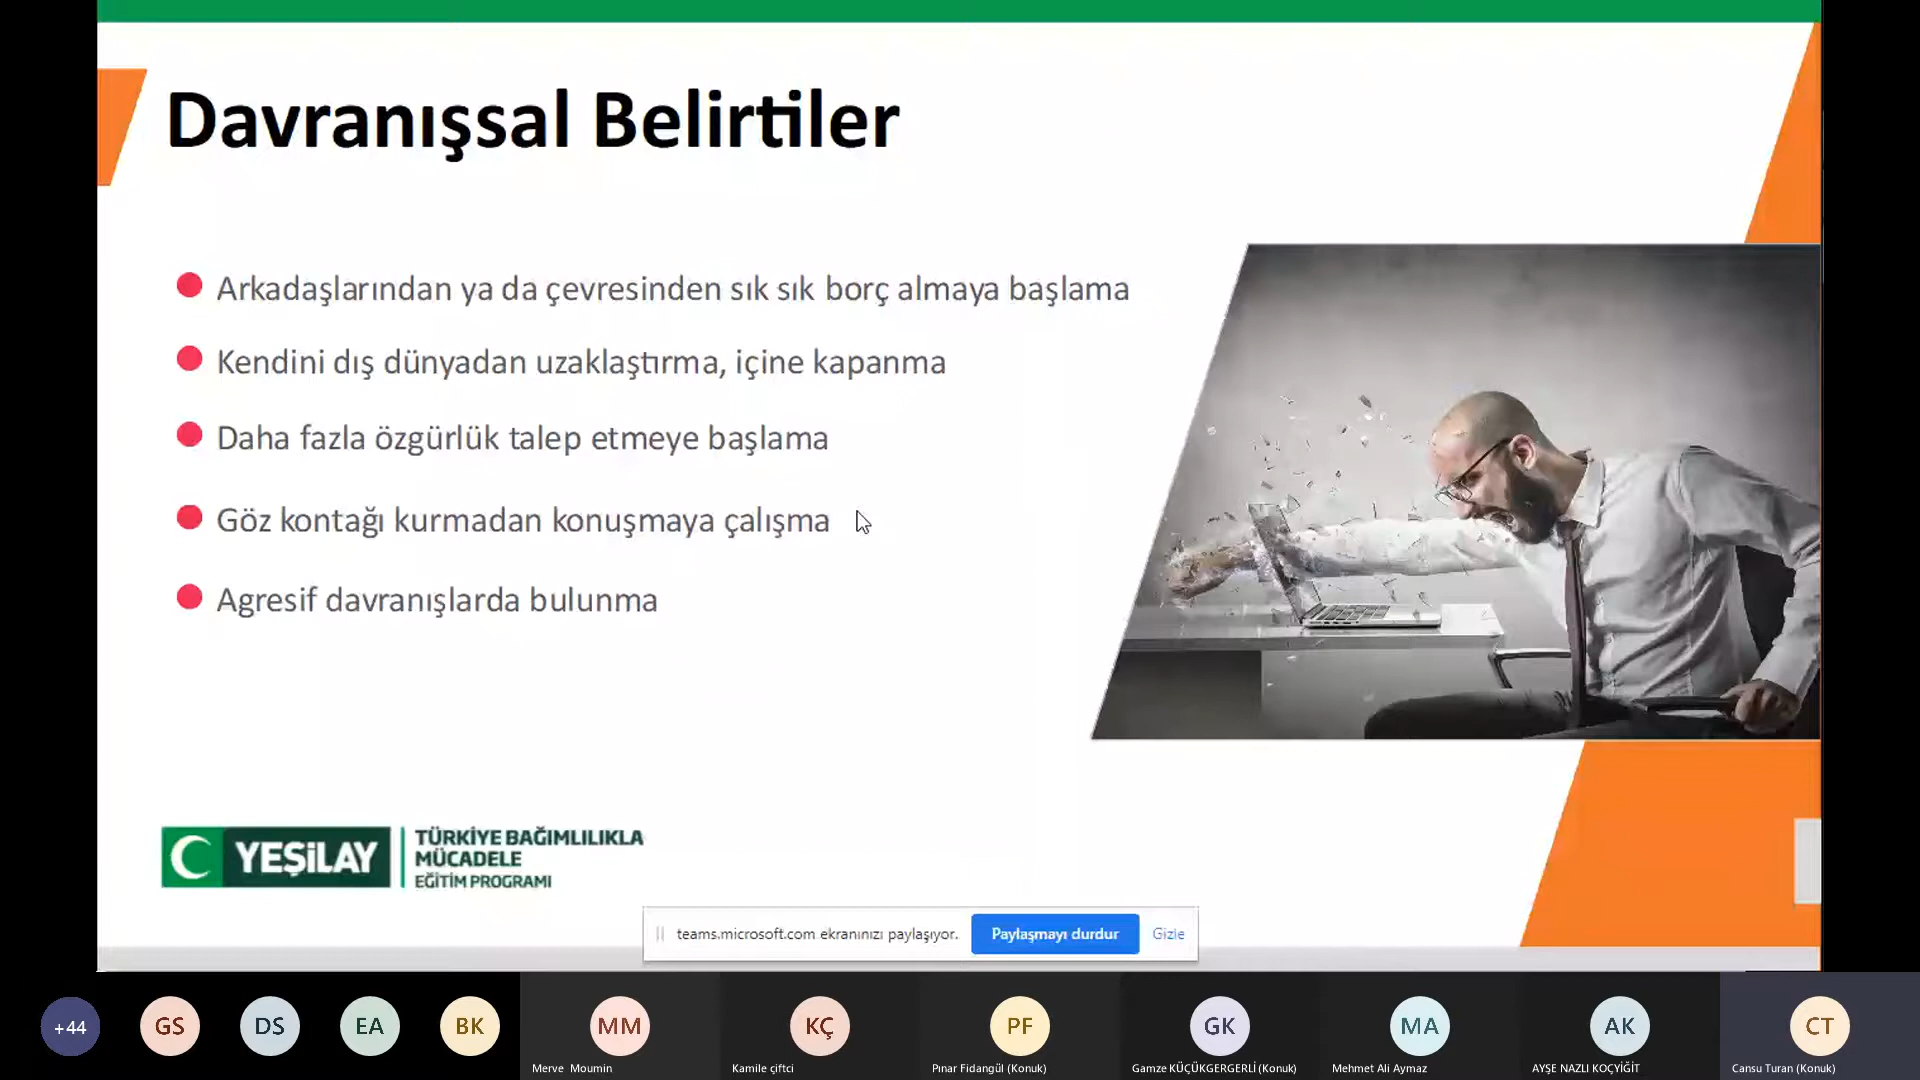 Davranışsal Belirtiler
Arkadaşlarından ya da çevresinden sık sık borç almaya başlama
Kendini dış dünyadan uzaklaştırma, içine kapanma
Daha fazla özgürlük talep etmeye başlama
Göz kontağı kurmadan konuşmaya çalışma
Agresif davranışlarda bulunma
YEŞİLAY
TÜRKİYE BAĞIMLILIKLA
MÜCADELE
EĞİTİM PROGRAMI
teams.microsoft.com ekranınızı paylaşıyor.
Paylaşmayı durdur
Gizle
+44
GS
DS
EA
BK
MM
KÇ
PF
GK
MA
AK
CT
Merve Moumin
Kamile çiftci
Pınar Fidangül (Konuk)
Gamze KÜÇÜKGERGERLİ (Konuk)
Mehmet Ali Aymaz
AYŞE NAZLI KOÇYİĞİT
Cansu Turan (Konuk)